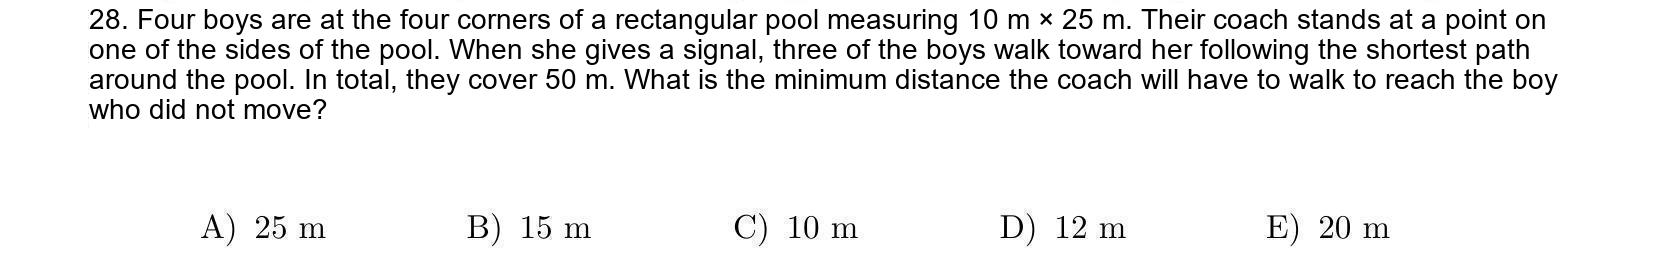 28. Four boys are at the four corners of a rectangular pool measuring 10 m × 25 m. Their coach stands at a point on
one of the sides of the pool. When she gives a signal, three of the boys walk toward her following the shortest path
around the pool. In total, they cover 50 m. What is the minimum distance the coach will have to walk to reach the boy
who did not move?
A) 25 m B) 15 m C) 10 m D) 12 m E) 20 m